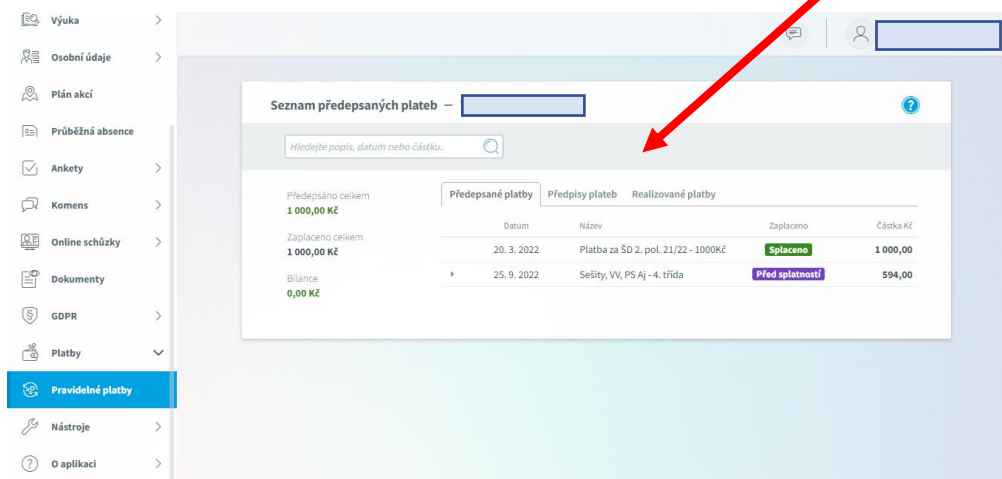 Výuka
Osobní údaje
Plán akcí
Průběžná absence
Ankety
Komens
Online schůzky
Dokumenty
GDPR
Platby
Pravidelné platby
Nástroje
O aplikaci
Seznam předepsaných plateb –
Hledejte popis, datum nebo částku..
Předepsáno celkem
1 000,00 Kč
Zaplaceno celkem
1 000,00 Kč
Bilance
0,00 Kč
Předepsané platby Předpisy plateb Realizované platby
Datum Název Zaplaceno Částka Kč
20. 3. 2022 Platba za ŠD 2. pol. 21/22 - 1000Kč Splaceno 1 000,00
25. 9. 2022 Sešity, VV, PS Aj - 4. třída Před splatností 594,00